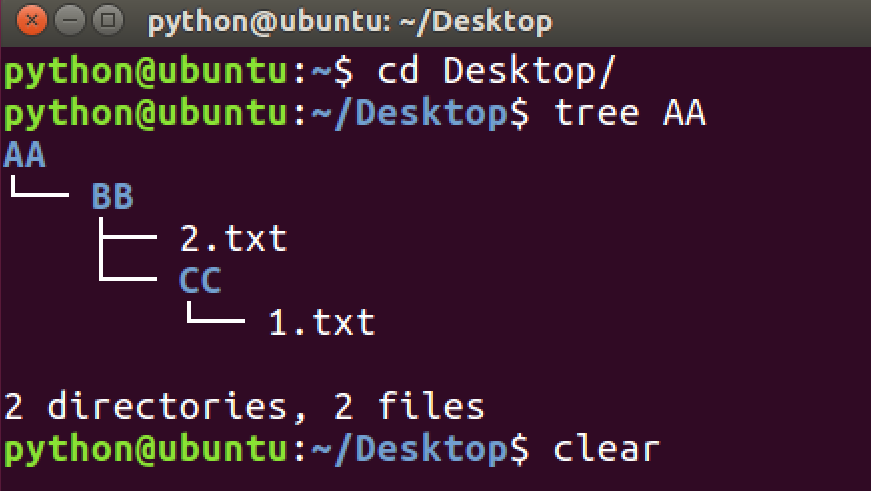 python@ubuntu: ~/Desktop
python@ubuntu:~$ cd Desktop/
python@ubuntu:~/Desktop$ tree AA
AA
└── BB
    ├── 2.txt
    └── CC
        └── 1.txt
2 directories, 2 files
python@ubuntu:~/Desktop$ clear